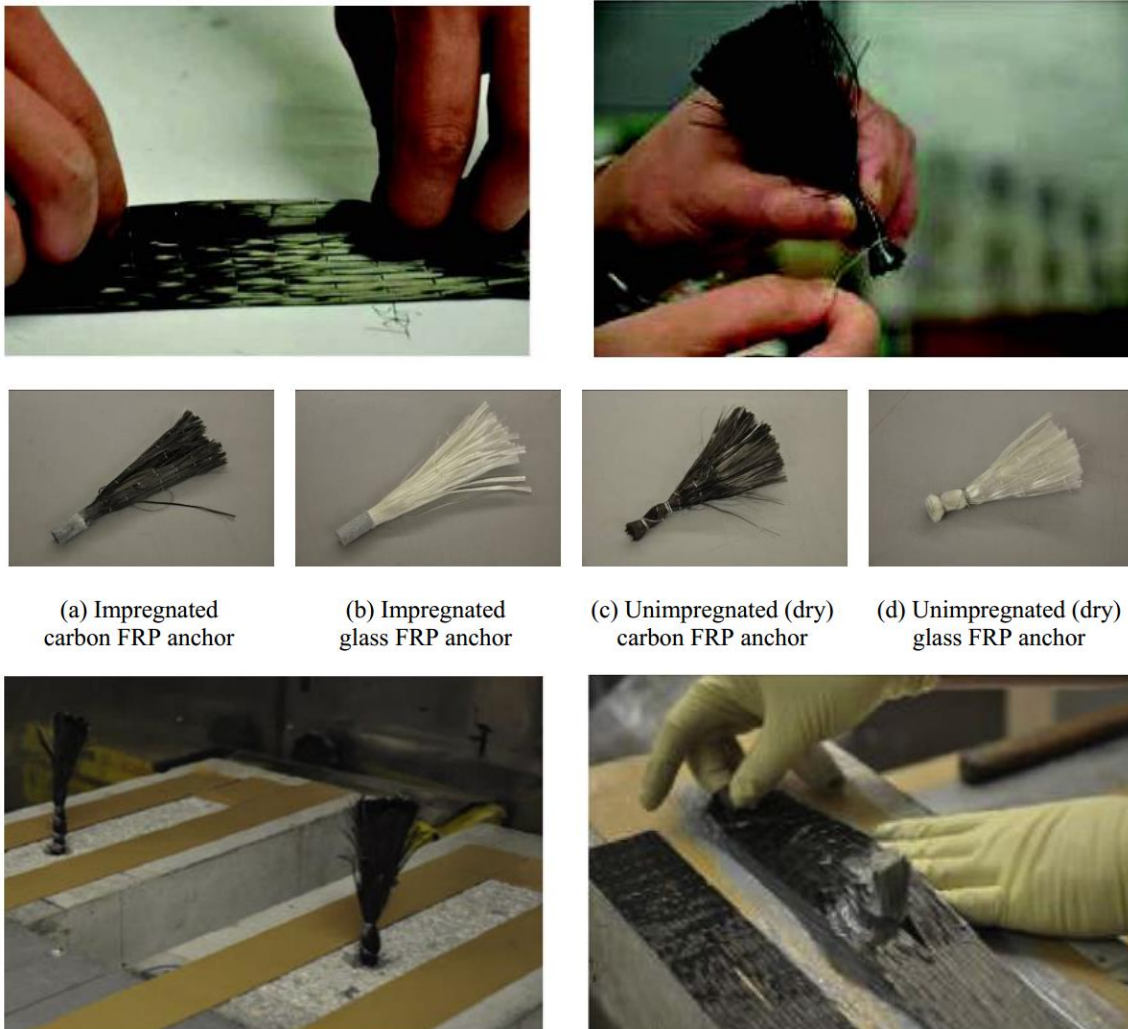 (a) Impregnated
carbon FRP anchor
(b) Impregnated
glass FRP anchor
(c) Unimpregnated (dry)
carbon FRP anchor
(d) Unimpregnated (dry)
glass FRP anchor